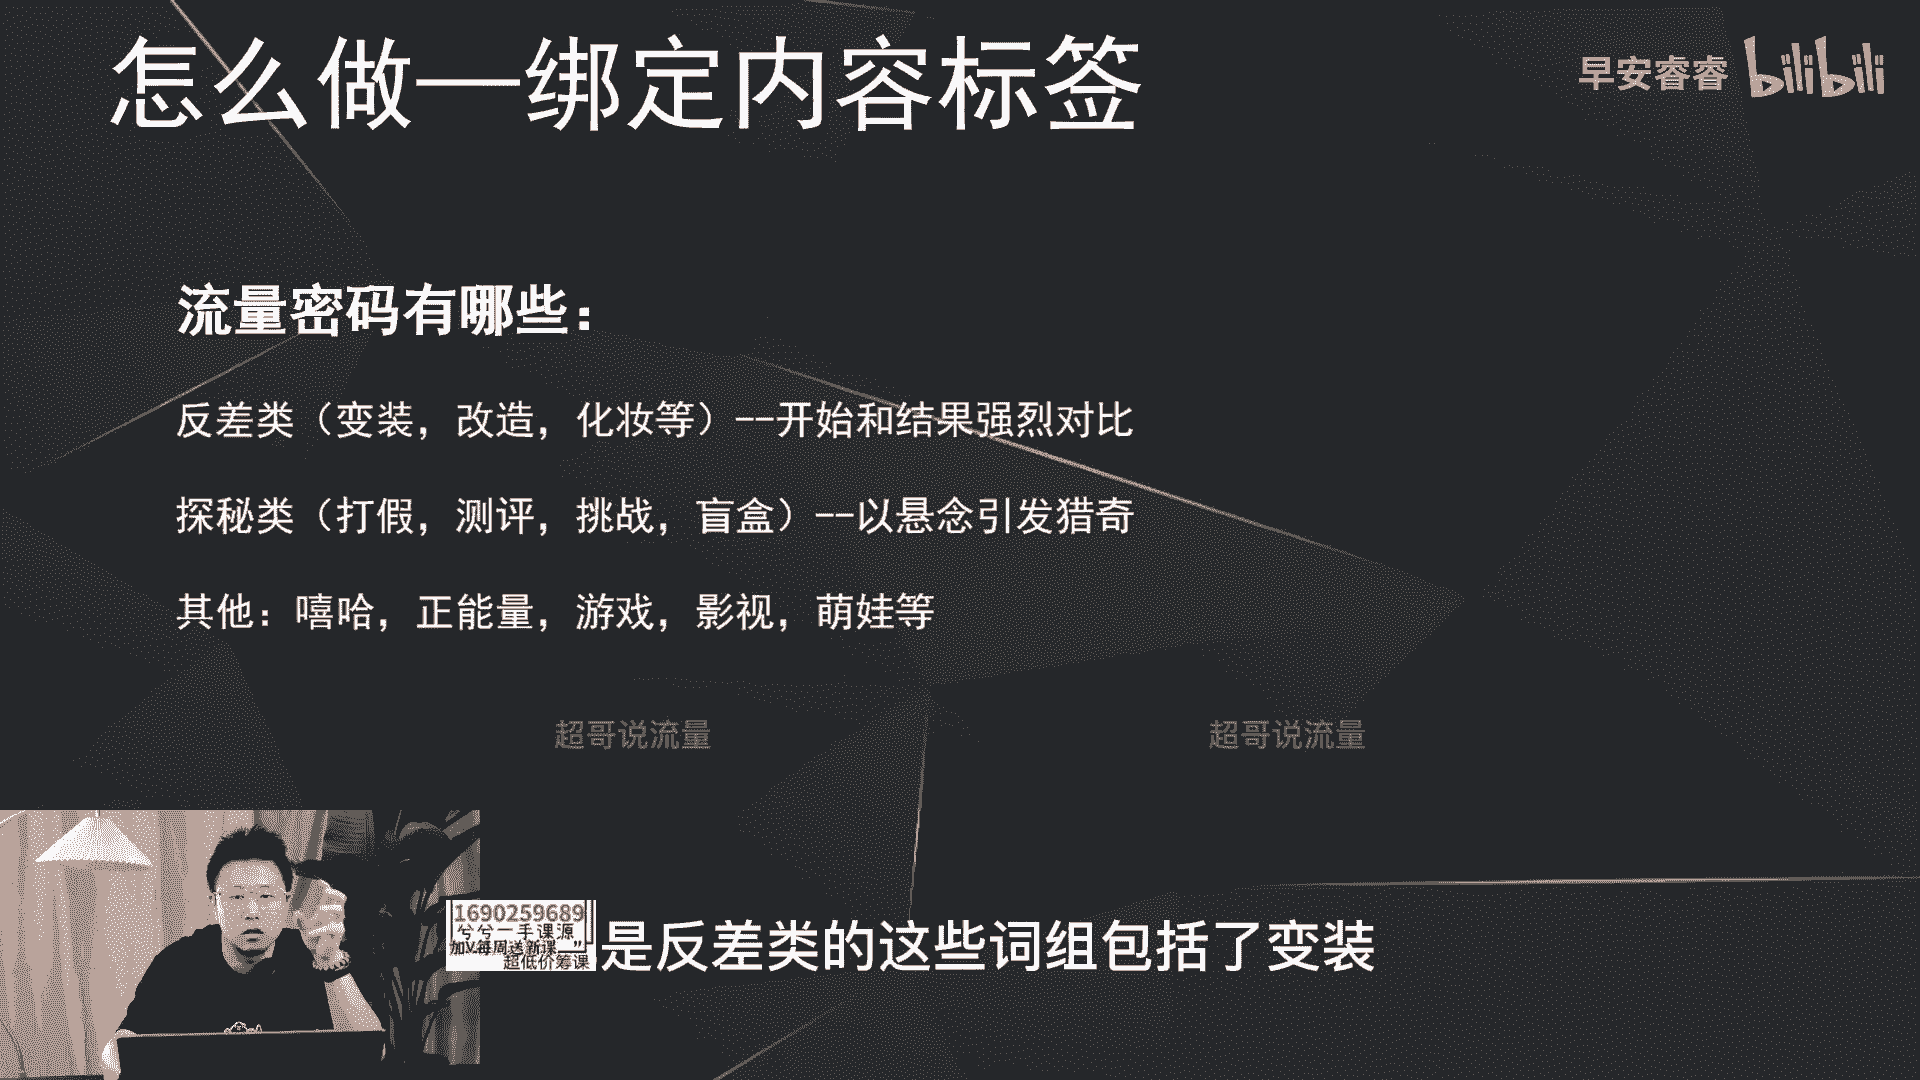 怎么做—绑定内容标签
早安睿睿 bilibili
流量密码有哪些：
反差类（变装，改造，化妆等）--开始和结果强烈对比
探秘类（打假，测评，挑战，盲盒）--以悬念引发猎奇
其他：嘻哈，正能量，游戏，影视，萌娃等
超哥说流量 超哥说流量
1690259689
兮兮一手课源
加V每周送新课
超低价筹课
是反差类的这些词组包括了变装